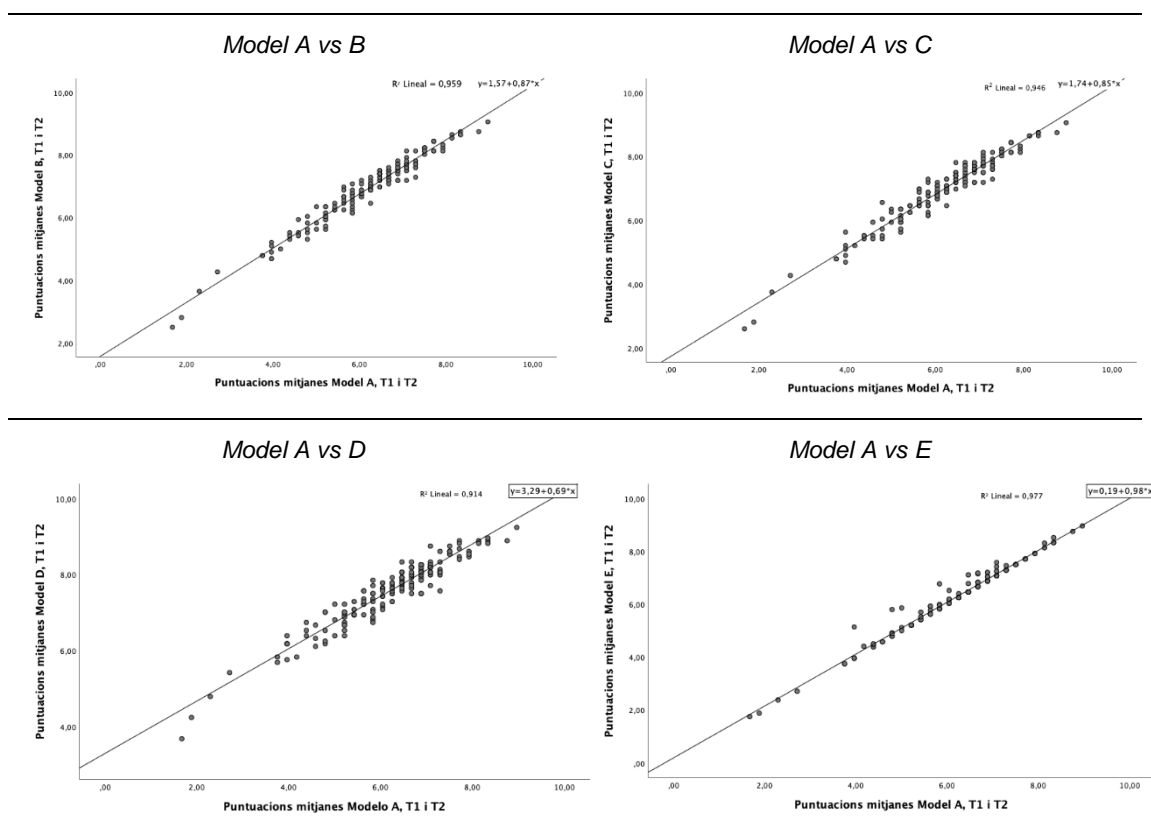 Model A vs B
R² Lineal = 0,959 y=1,57+0,87*x
10,00
8,00
6,00
4,00
2,00
Puntuacions mitjanes Model B, T1 i T2
,00 2,00 4,00 6,00 8,00 10,00
Puntuacions mitjanes Model A, T1 i T2
Model A vs C
R² Lineal = 0,946 y=1,74+0,85*x
10,00
8,00
6,00
4,00
2,00
Puntuacions mitjanes Model C, T1 i T2
,00 2,00 4,00 6,00 8,00 10,00
Puntuacions mitjanes Model A, T1 i T2
Model A vs D
R² Lineal = 0,914 y=3,29+0,69*x
10,00
8,00
6,00
4,00
Puntuacions mitjanes Model D, T1 i T2
,00 2,00 4,00 6,00 8,00 10,00
Puntuacions mitjanes Modelo A, T1 i T2
Model A vs E
R² Lineal = 0,977 y=0,19+0,98*x
10,00
8,00
6,00
4,00
2,00
,00
Puntuacions mitjanes Model E, T1 i T2
,00 2,00 4,00 6,00 8,00 10,00
Puntuacions mitjanes Model A, T1 i T2